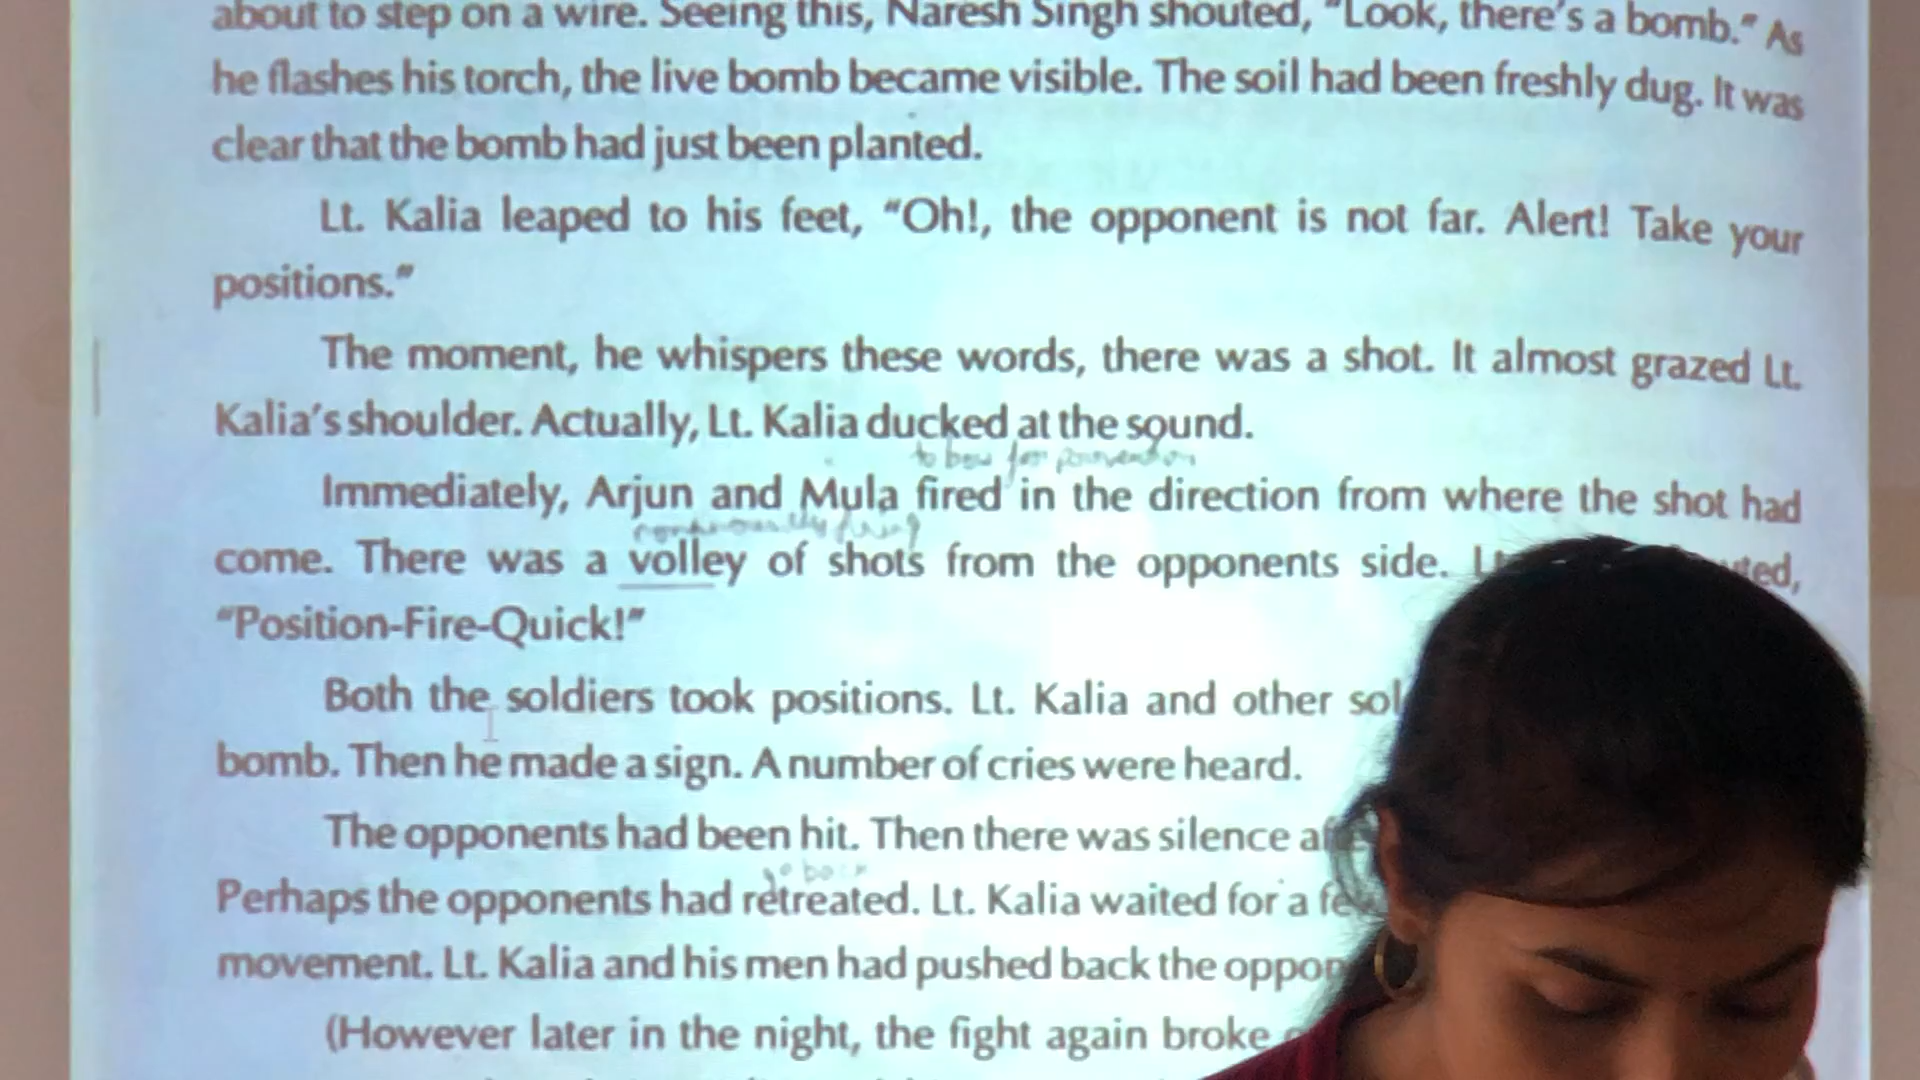 about to step on a wire. Seeing this, Naresh Singh shouted, "Look, there's a bomb." As
he flashes his torch, the live bomb became visible. The soil had been freshly dug. It was
clear that the bomb had just been planted.
Lt. Kalia leaped to his feet, "Oh!, the opponent is not far. Alert! Take your
positions."
The moment, he whispers these words, there was a shot. It almost grazed Lt.
Kalia's shoulder. Actually, Lt. Kalia ducked at the sound.
to bow for
Immediately, Arjun and Mula fired in the direction from where the shot had
continuously firing
come. There was a volley of shots from the opponents side.
"Position-Fire-Quick!"
Both the soldiers took positions. Lt. Kalia and other
bomb. Then he made a sign. A number of cries were heard.
The opponents had been hit. Then there was silence
go back
Perhaps the opponents had retreated. Lt. Kalia waited for a
movement. Lt. Kalia and his men had pushed back the
(However later in the night, the fight again broke